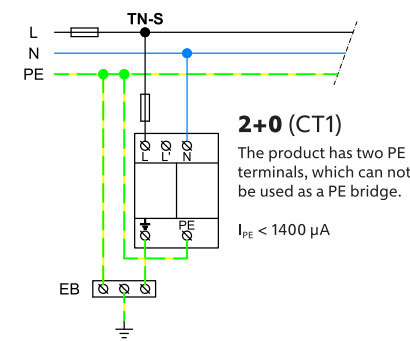 TN-S
L
N
PE
2+0 (CT1)
L L' N
The product has two PE
terminals, which can not
be used as a PE bridge.
PE
I_PE < 1400 µA
EB